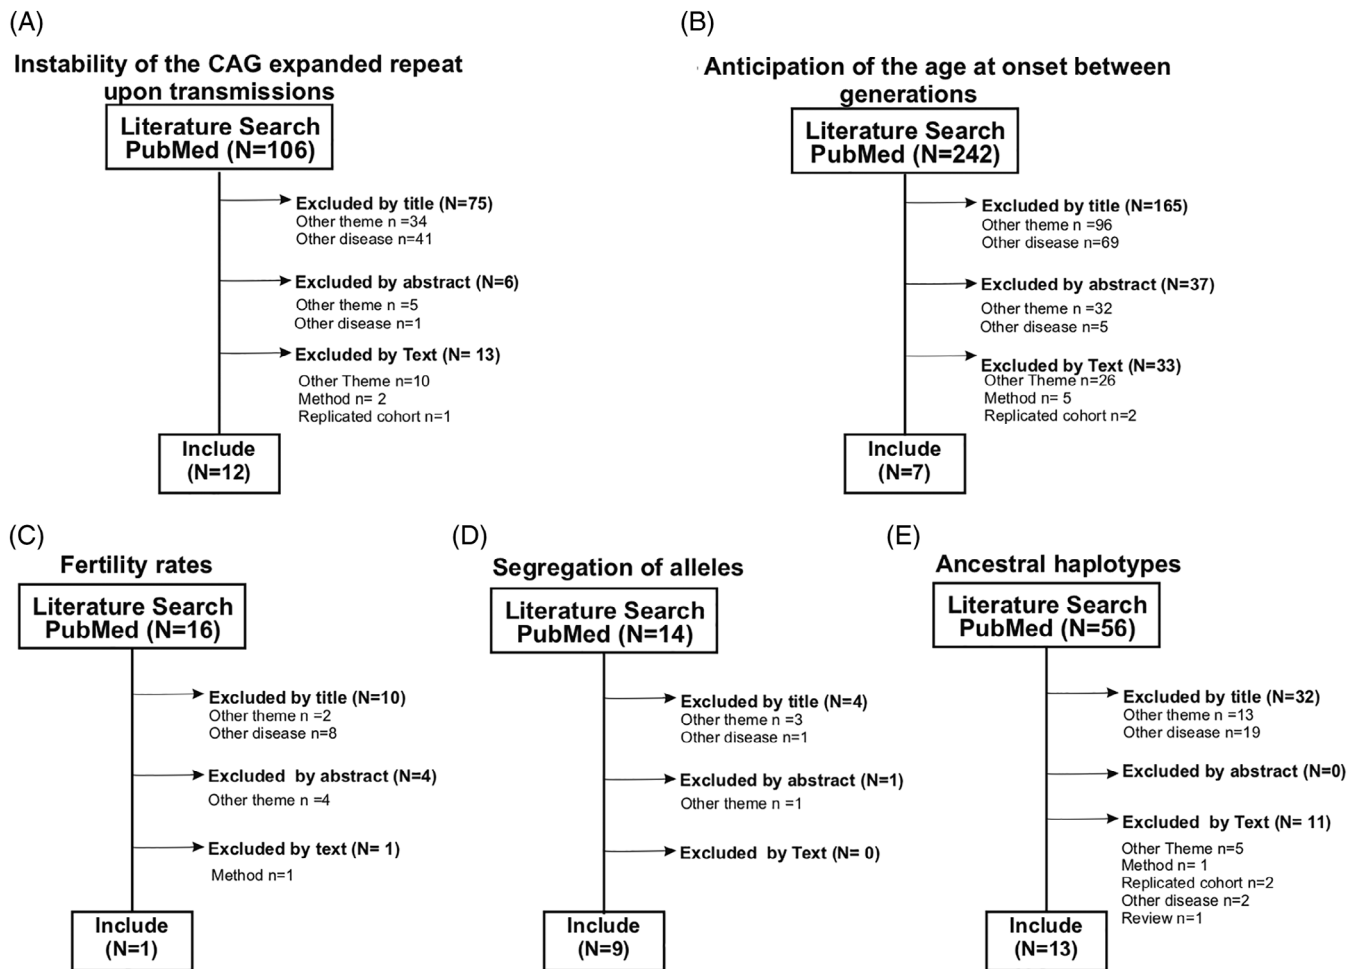 (A)
Instability of the CAG expanded repeat
upon transmissions
Literature Search
PubMed (N=106)
Excluded by title (N=75)
Other theme n =34
Other disease n=41
Excluded by abstract (N=6)
Other theme n =5
Other disease n=1
Excluded by Text (N= 13)
Other Theme n=10
Method n= 2
Replicated cohort n=1
Include
(N=12)
(B)
Anticipation of the age at onset between
generations
Literature Search
PubMed (N=242)
Excluded by title (N=165)
Other theme n =96
Other disease n=69
Excluded by abstract (N=37)
Other theme n =32
Other disease n=5
Excluded by Text (N=33)
Other Theme n=26
Method n= 5
Replicated cohort n=2
Include
(N=7)
(C)
Fertility rates
Literature Search
PubMed (N=16)
Excluded by title (N=10)
Other theme n =2
Other disease n=8
Excluded by abstract (N=4)
Other theme n =4
Excluded by text (N= 1)
Method n=1
Include
(N=1)
(D)
Segregation of alleles
Literature Search
PubMed (N=14)
Excluded by title (N=4)
Other theme n =3
Other disease n=1
Excluded by abstract (N=1)
Other theme n =1
Excluded by Text (N= 0)
Include
(N=9)
(E)
Ancestral haplotypes
Literature Search
PubMed (N=56)
Excluded by title (N=32)
Other theme n =13
Other disease n=19
Excluded by abstract (N=0)
Excluded by Text (N= 11)
Other Theme n=5
Method n= 1
Replicated cohort n=2
Other disease n=2
Review n=1
Include
(N=13)